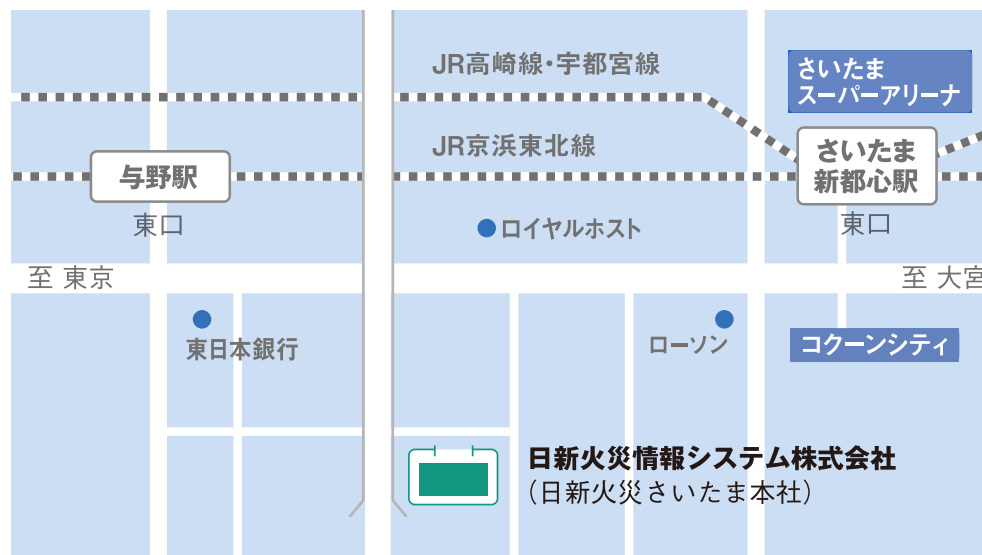 JR高崎線・宇都宮線
さいたま
スーパーアリーナ
JR京浜東北線
さいたま
新都心駅
与野駅
東口
東口
ロイヤルホスト
至 東京
至 大宮
東日本銀行
ローソン
コクーンシティ
日新火災情報システム株式会社
（日新火災さいたま本社）